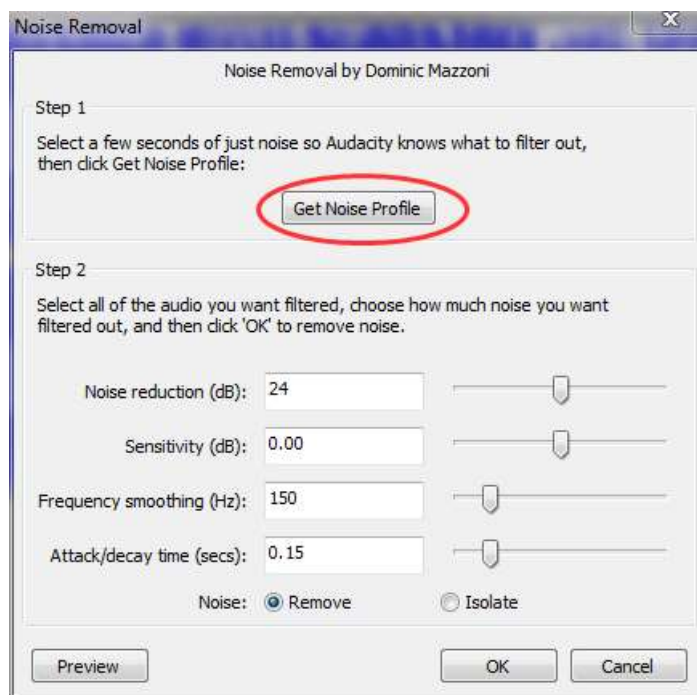 Noise Removal
X
Noise Removal by Dominic Mazzoni
Step 1
Select a few seconds of just noise so Audacity knows what to filter out,
then click Get Noise Profile:
Get Noise Profile
Step 2
Select all of the audio you want filtered, choose how much noise you want
filtered out, and then click 'OK' to remove noise.
Noise reduction (dB): 24
Sensitivity (dB): 0.00
Frequency smoothing (Hz): 150
Attack/decay time (secs): 0.15
Noise: Remove Isolate
Preview OK Cancel